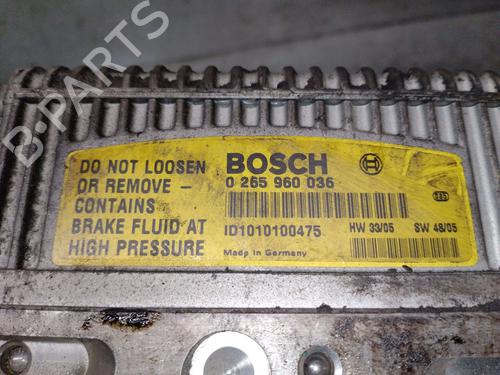 DO NOT LOOSEN
OR REMOVE -
CONTAINS
BRAKE FLUID AT
HIGH PRESSURE
BOSCH
0 265 960 036
ID1010100475
HW 33/05 SW 48/05
Made in Germany
B-PARTS